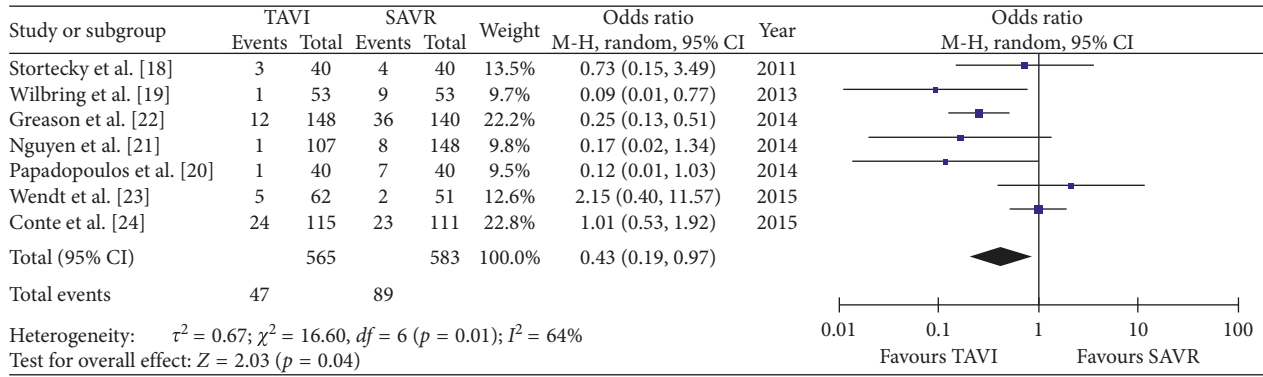 Study or subgroup TAVI SAVR Weight Odds ratio Year Odds ratio
Events Total Events Total M-H, random, 95% CI M-H, random, 95% CI
Stortecky et al. [18] 3 40 4 40 13.5% 0.73 (0.15, 3.49) 2011
Wilbring et al. [19] 1 53 9 53 9.7% 0.09 (0.01, 0.77) 2013
Greason et al. [22] 12 148 36 140 22.2% 0.25 (0.13, 0.51) 2014
Nguyen et al. [21] 1 107 8 148 9.8% 0.17 (0.02, 1.34) 2014
Papadopoulos et al. [20] 1 40 7 40 9.5% 0.12 (0.01, 1.03) 2014
Wendt et al. [23] 5 62 2 51 12.6% 2.15 (0.40, 11.57) 2015
Conte et al. [24] 24 115 23 111 22.8% 1.01 (0.53, 1.92) 2015
Total (95% CI) 565 583 100.0% 0.43 (0.19, 0.97)
Total events 47 89
Heterogeneity: τ² = 0.67; χ² = 16.60, df = 6 (p = 0.01); I² = 64%
Test for overall effect: Z = 2.03 (p = 0.04)
0.01 0.1 1 10 100
Favours TAVI Favours SAVR